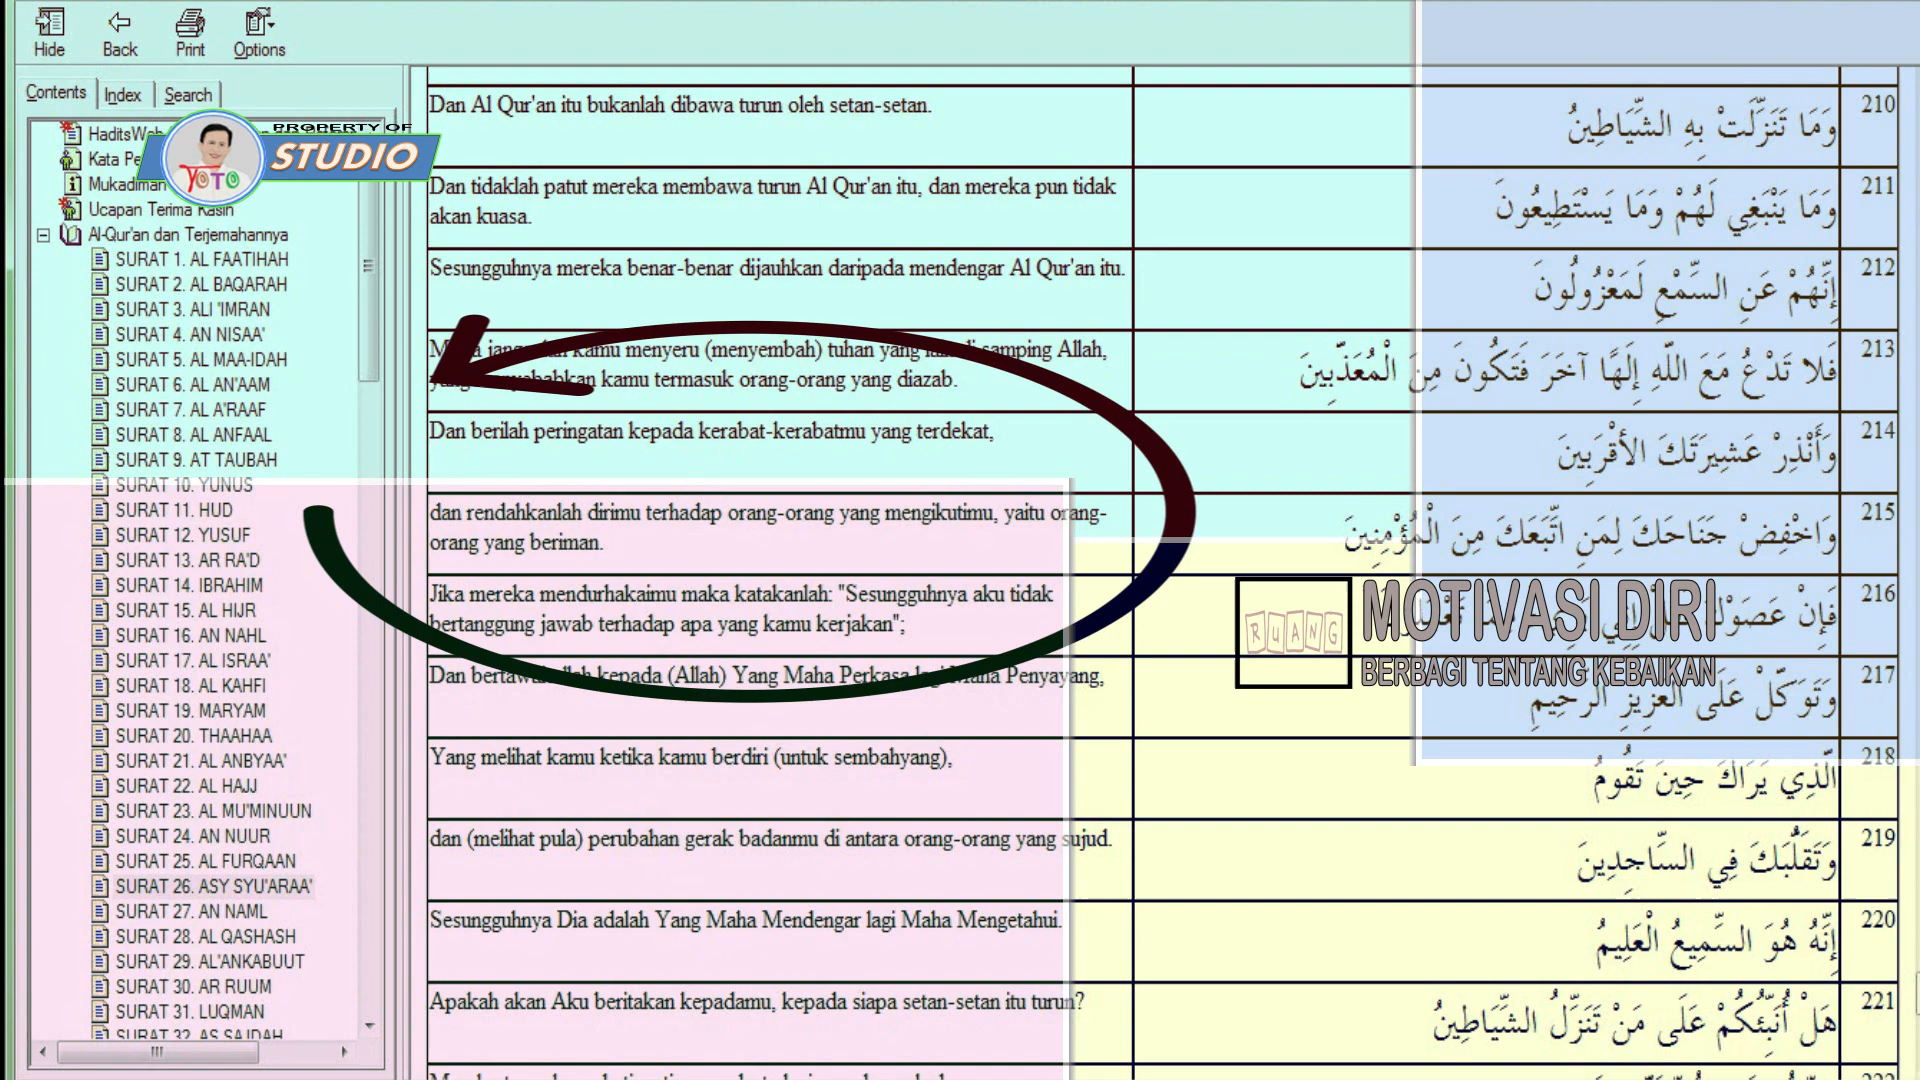 Hide Back Print Options
Contents Index Search
PROPERTY OF
STUDIO
YOTO
HaditsWeb
Kata
Mukadimah
Ucapan Terima Kasih
Al-Qur'an dan Terjemahannya
SURAT 1. AL FAATIHAH
SURAT 2. AL BAQARAH
SURAT 3. ALI 'IMRAN
SURAT 4. AN NISAA'
SURAT 5. AL MAA-IDAH
SURAT 6. AL AN'AAM
SURAT 7. AL A'RAAF
SURAT 8. AL ANFAAL
SURAT 9. AT TAUBAH
SURAT 10. YUNUS
SURAT 11. HUD
SURAT 12. YUSUF
SURAT 13. AR RA'D
SURAT 14. IBRAHIM
SURAT 15. AL HIJR
SURAT 16. AN NAHL
SURAT 17. AL ISRAA'
SURAT 18. AL KAHFI
SURAT 19. MARYAM
SURAT 20. THAAHAA
SURAT 21. AL ANBYAA'
SURAT 22. AL HAJJ
SURAT 23. AL MU'MINUUN
SURAT 24. AN NUUR
SURAT 25. AL FURQAAN
SURAT 26. ASY SYU'ARAA'
SURAT 27. AN NAML
SURAT 28. AL QASHASH
SURAT 29. AL'ANKABUUT
SURAT 30. AR RUUM
SURAT 31. LUQMAN
SURAT 32. AS SAJDAH
Dan Al Qur'an itu bukanlah dibawa turun oleh setan-setan.
وَمَا تَنَزَّلَتْ بِهِ الشَّيَاطِينُ
210
Dan tidaklah patut mereka membawa turun Al Qur'an itu, dan mereka pun tidak
akan kuasa.
وَمَا يَنْبَغِي لَهُمْ وَمَا يَسْتَطِيعُونَ
211
Sesungguhnya mereka benar-benar dijauhkan daripada mendengar Al Qur'an itu.
إِنَّهُمْ عَنِ السَّمْعِ لَمَعْزُولُونَ
212
kamu menyeru (menyembah) tuhan yang lain di samping Allah,
kamu termasuk orang-orang yang diazab.
فَلا تَدْعُ مَعَ اللَّهِ إِلَهًا آخَرَ فَتَكُونَ مِنَ الْمُعَذَّبِينَ
213
Dan berilah peringatan kepada kerabat-kerabatmu yang terdekat,
وَأَنْذِرْ عَشِيرَتَكَ الأقْرَبِينَ
214
dan rendahkanlah dirimu terhadap orang-orang yang mengikutimu, yaitu orang-
orang yang beriman.
وَاخْفِضْ جَنَاحَكَ لِمَنِ اتَّبَعَكَ مِنَ الْمُؤْمِنِينَ
215
Jika mereka mendurhakaimu maka katakanlah: "Sesungguhnya aku tidak
bertanggung jawab terhadap apa yang kamu kerjakan";
فَإِنْ عَصَوْكَ
216
RUANG
MOTIVASI DIRI
BERBAGI TENTANG KEBAIKAN
Dan kepada (Allah) Yang Maha Perkasa lagi Maha Penyayang,
وَتَوَكَّلْ عَلَى الْعَزِيزِ الرَّحِيمِ
217
Yang melihat kamu ketika kamu berdiri (untuk sembahyang),
الَّذِي يَرَاكَ حِينَ تَقُومُ
218
dan (melihat pula) perubahan gerak badanmu di antara orang-orang yang sujud.
وَتَقَلُّبَكَ فِي السَّاجِدِينَ
219
Sesungguhnya Dia adalah Yang Maha Mendengar lagi Maha Mengetahui.
إِنَّهُ هُوَ السَّمِيعُ الْعَلِيمُ
220
Apakah akan Aku beritakan kepadamu, kepada siapa setan-setan itu turun?
هَلْ أُنَبِّئُكُمْ عَلَى مَنْ تَنَزَّلُ الشَّيَاطِينُ
221